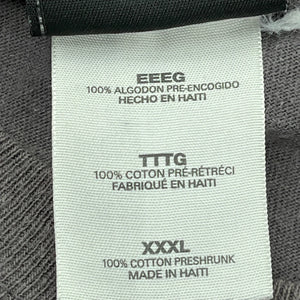 EEEG
100% ALGODON PRE-ENCOGIDO
HECHO EN HAITI
TTTG
100% COTON PRÉ-RÉTRÉCI
FABRIQUÉ EN HAITI
XXXL
100% COTTON PRESHRUNK
MADE IN HAITI